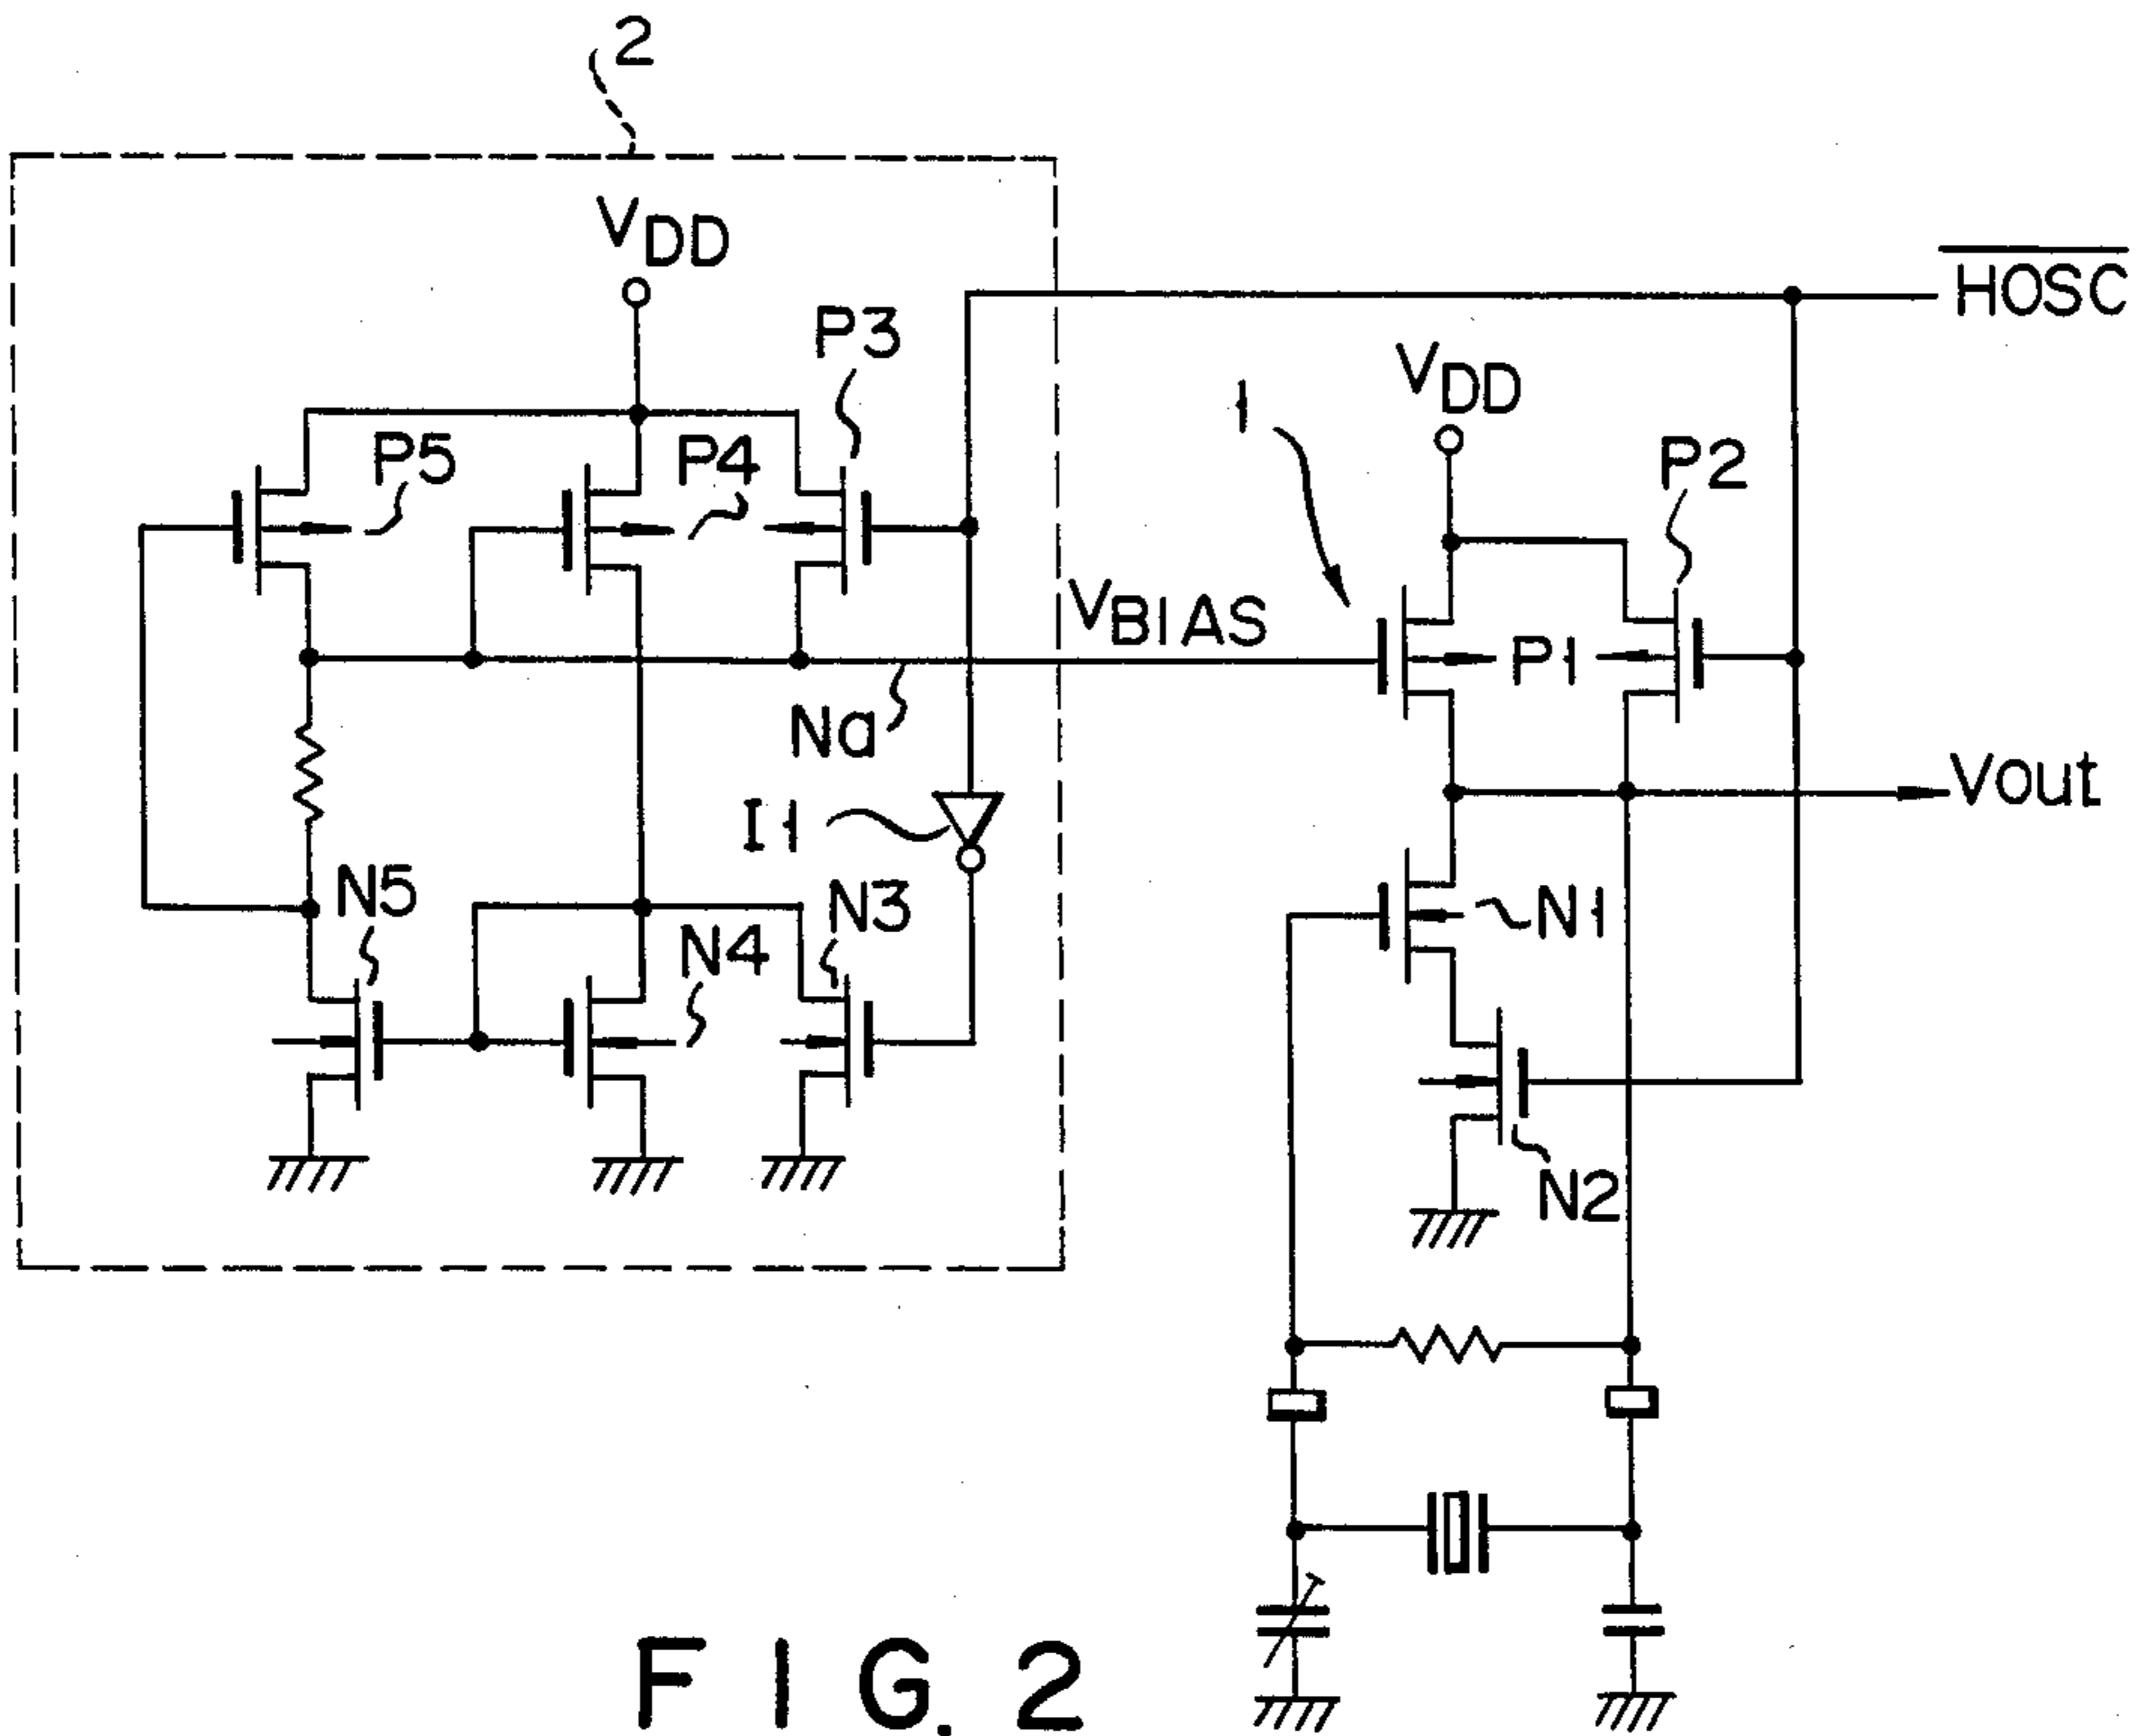 2
VDD
HOSC
P3
VDD
1
P5
P4
P2
VBIAS
P1
Na
Vout
I1
N5
N3
N1
N4
N2
FIG. 2